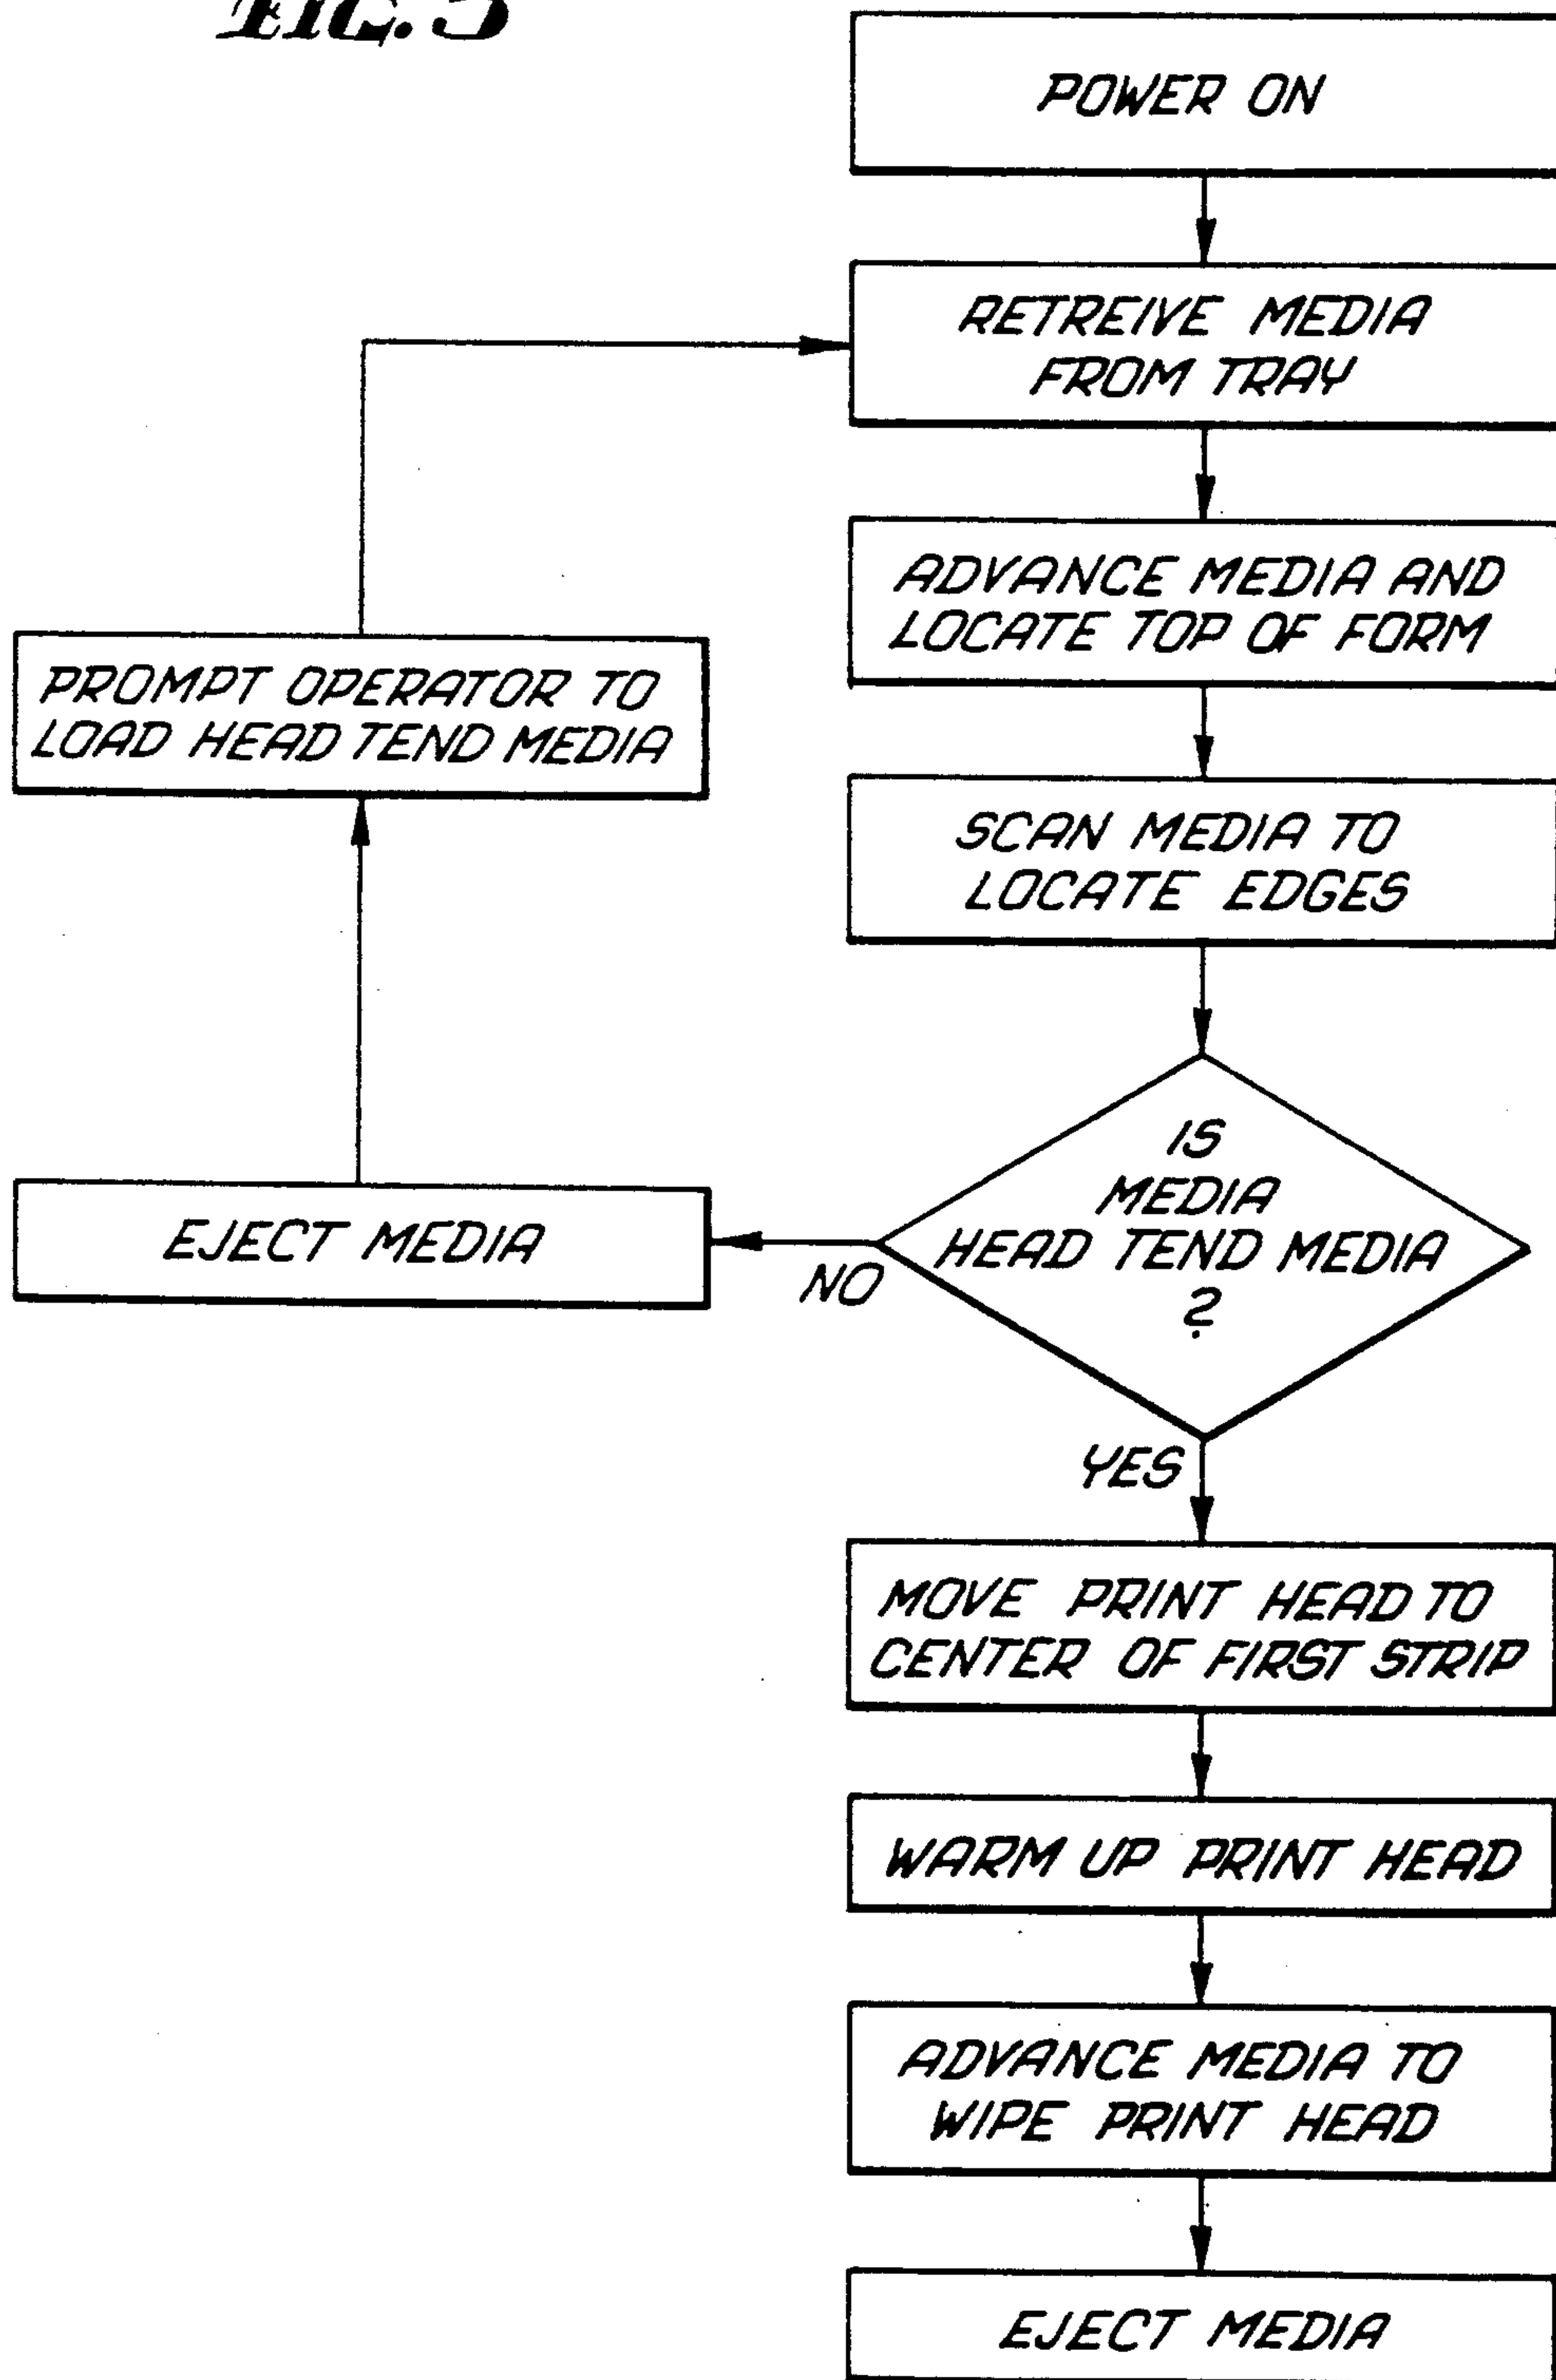 FIG. 5
POWER ON
RETREIVE MEDIA
FROM TRAY
ADVANCE MEDIA AND
LOCATE TOP OF FORM
PROMPT OPERATOR TO
LOAD HEAD TEND MEDIA
SCAN MEDIA TO
LOCATE EDGES
IS
MEDIA
HEAD TEND MEDIA
?
NO
EJECT MEDIA
YES
MOVE PRINT HEAD TO
CENTER OF FIRST STRIP
WARM UP PRINT HEAD
ADVANCE MEDIA TO
WIPE PRINT HEAD
EJECT MEDIA